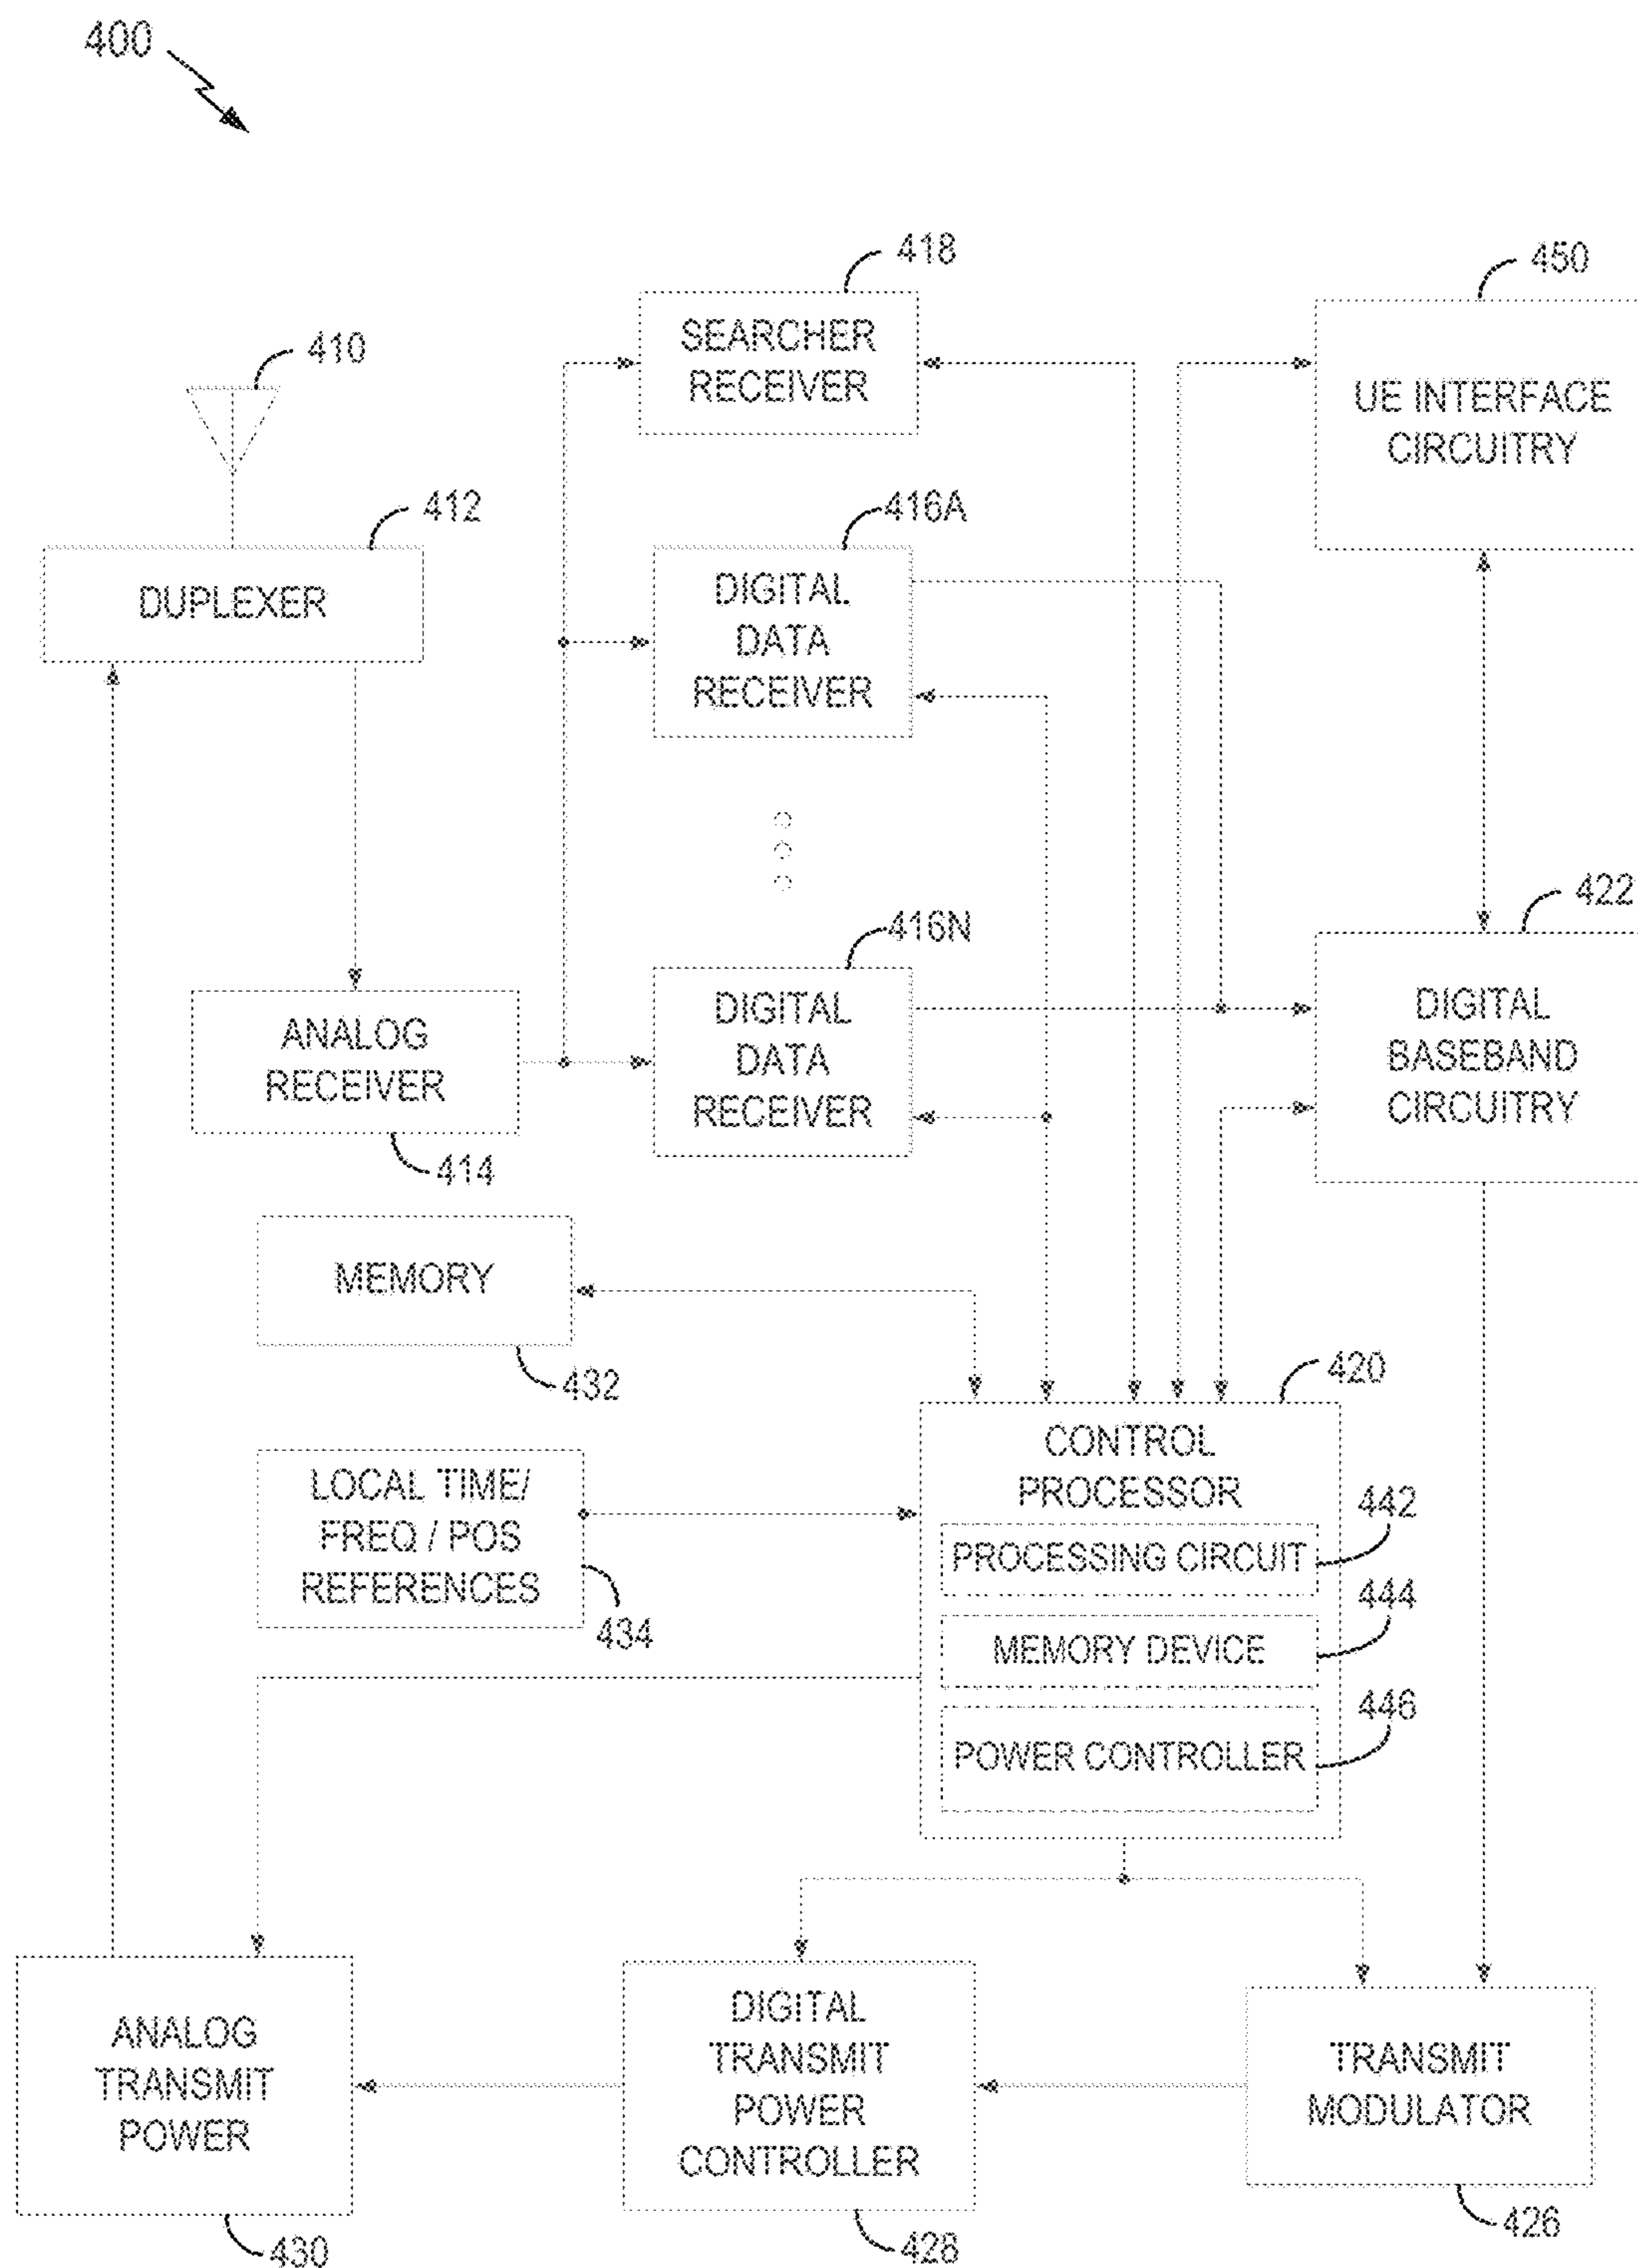 400
418
SEARCHER
RECEIVER
450
UE INTERFACE
CIRCUITRY
410
412
DUPLEXER
416A
DIGITAL
DATA
RECEIVER
416N
DIGITAL
DATA
RECEIVER
422
DIGITAL
BASEBAND
CIRCUITRY
ANALOG
RECEIVER
414
MEMORY
432
420
CONTROL
PROCESSOR
442
PROCESSING CIRCUIT
444
MEMORY DEVICE
446
POWER CONTROLLER
LOCAL TIME/
FREQ / POS
REFERENCES
434
ANALOG
TRANSMIT
POWER
430
DIGITAL
TRANSMIT
POWER
CONTROLLER
428
TRANSMIT
MODULATOR
426